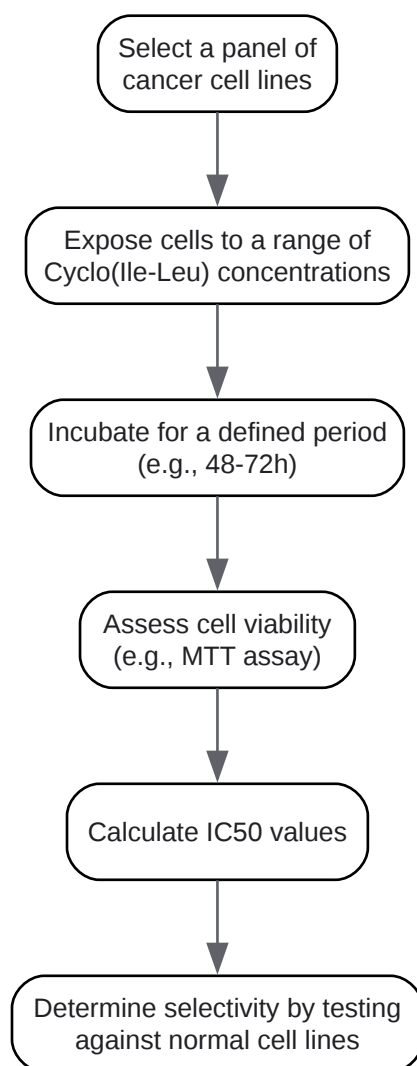 Select a panel of
cancer cell lines
Expose cells to a range of
Cyclo(Ile-Leu) concentrations
Incubate for a defined period
(e.g., 48-72h)
Assess cell viability
(e.g., MTT assay)
Calculate IC50 values
Determine selectivity by testing
against normal cell lines